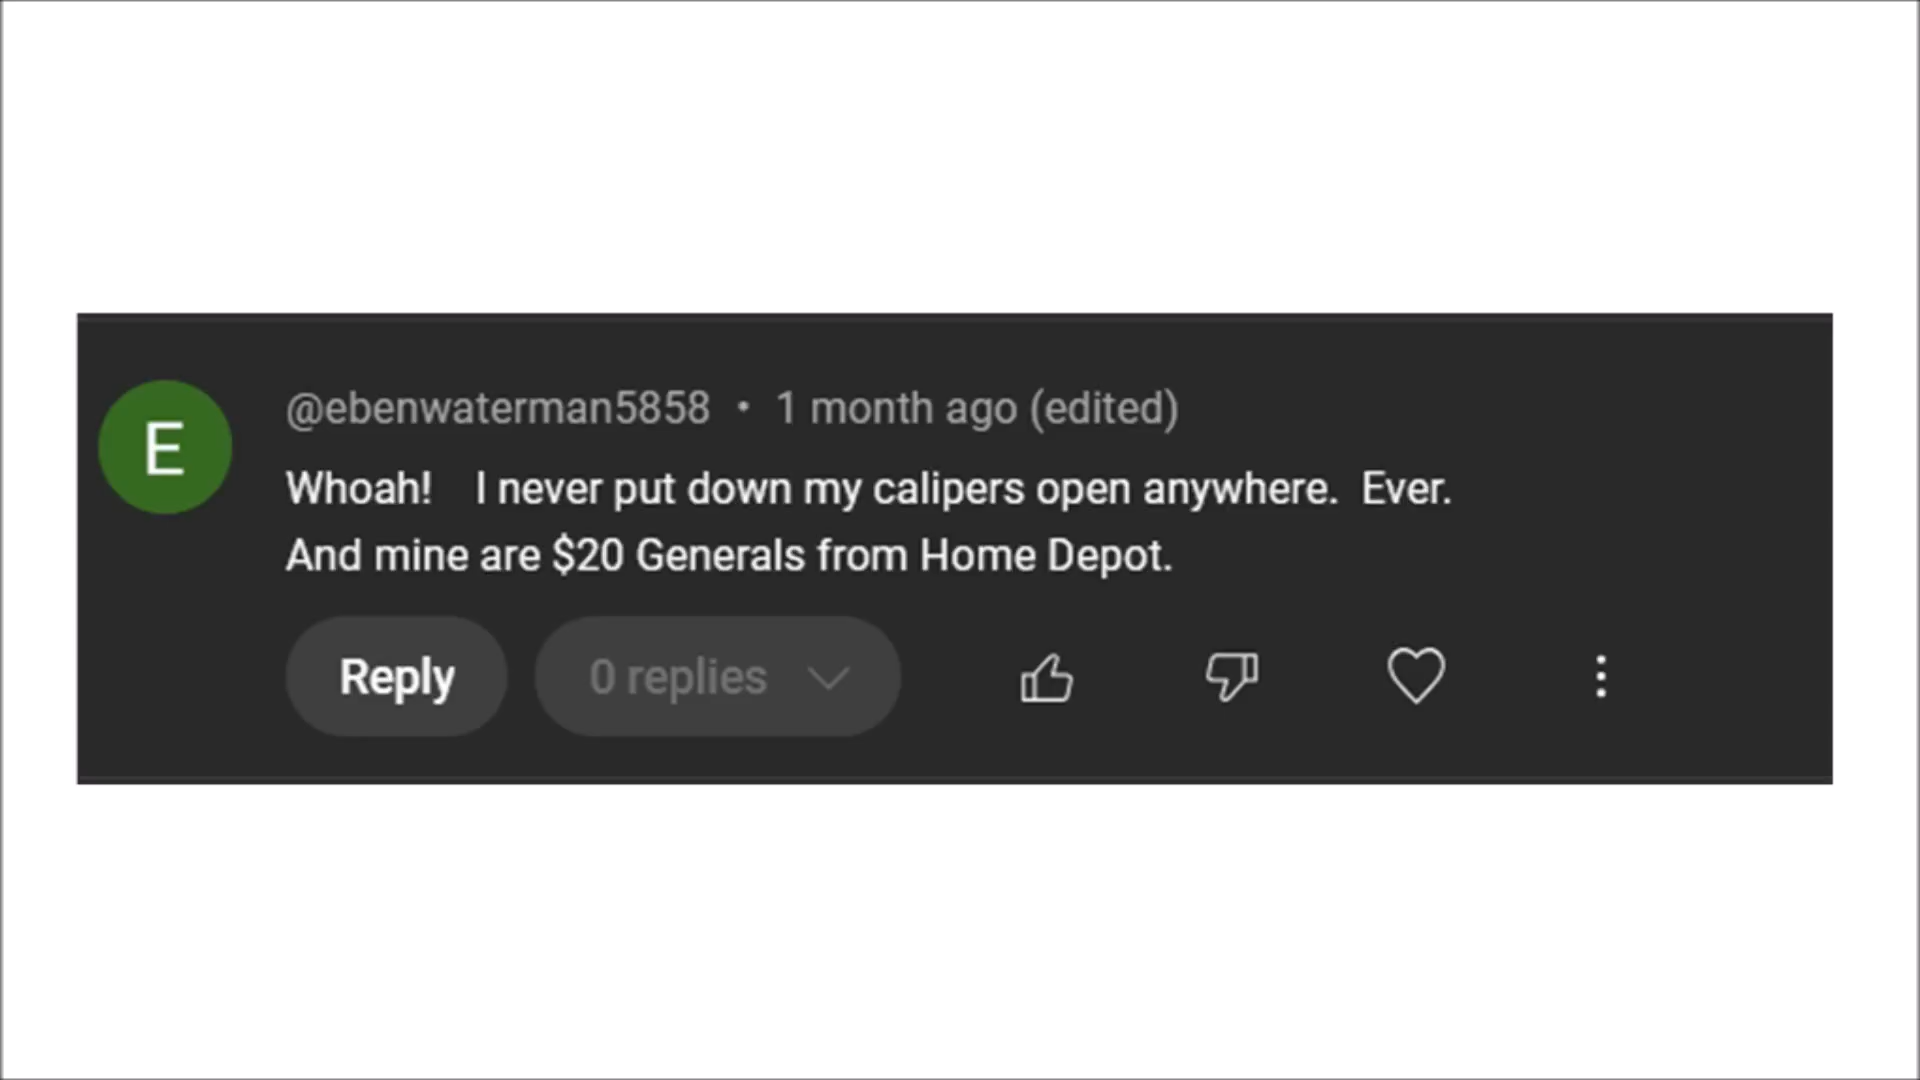 E
@ebenwaterman5858 • 1 month ago (edited)
Whoah! I never put down my calipers open anywhere. Ever.
And mine are $20 Generals from Home Depot.
Reply 0 replies